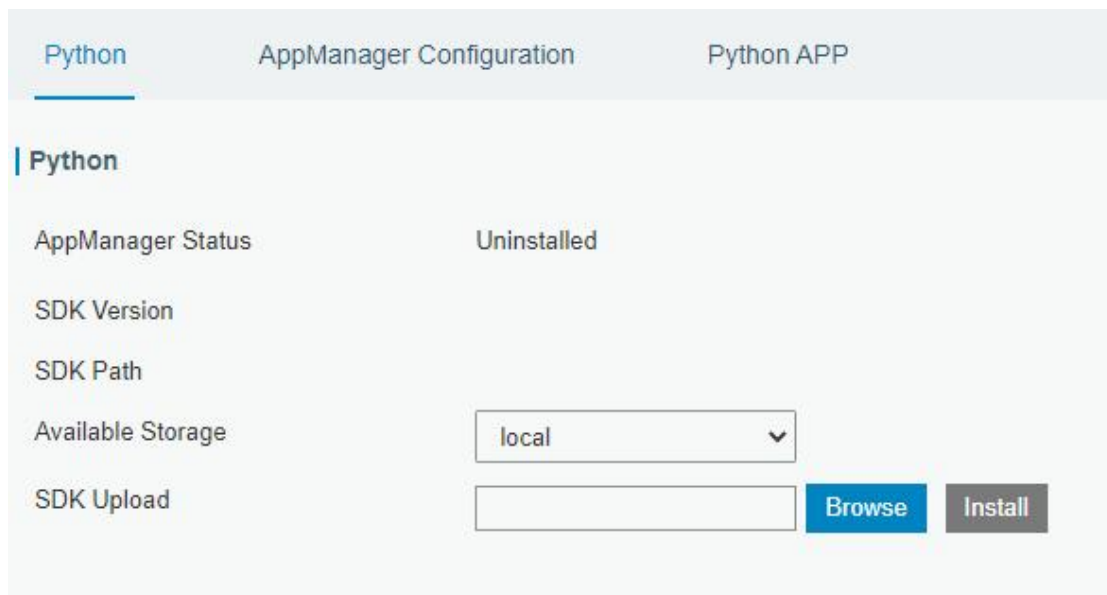 Python AppManager Configuration Python APP
Python
AppManager Status Uninstalled
SDK Version
SDK Path
Available Storage local
SDK Upload Browse Install